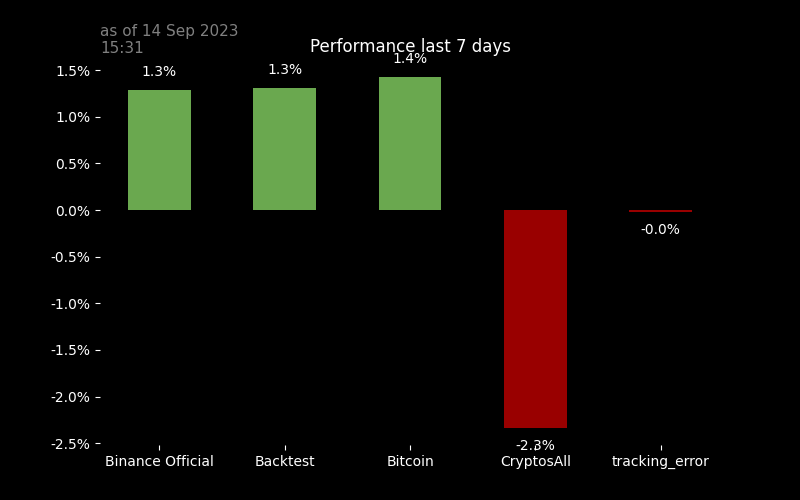 as of 14 Sep 2023
15:31
Performance last 7 days
1.5%
1.0%
0.5%
0.0%
-0.5%
-1.0%
-1.5%
-2.0%
-2.5%
1.3%
1.3%
1.4%
-2.3%
-0.0%
Binance Official
Backtest
Bitcoin
CryptosAll
tracking_error